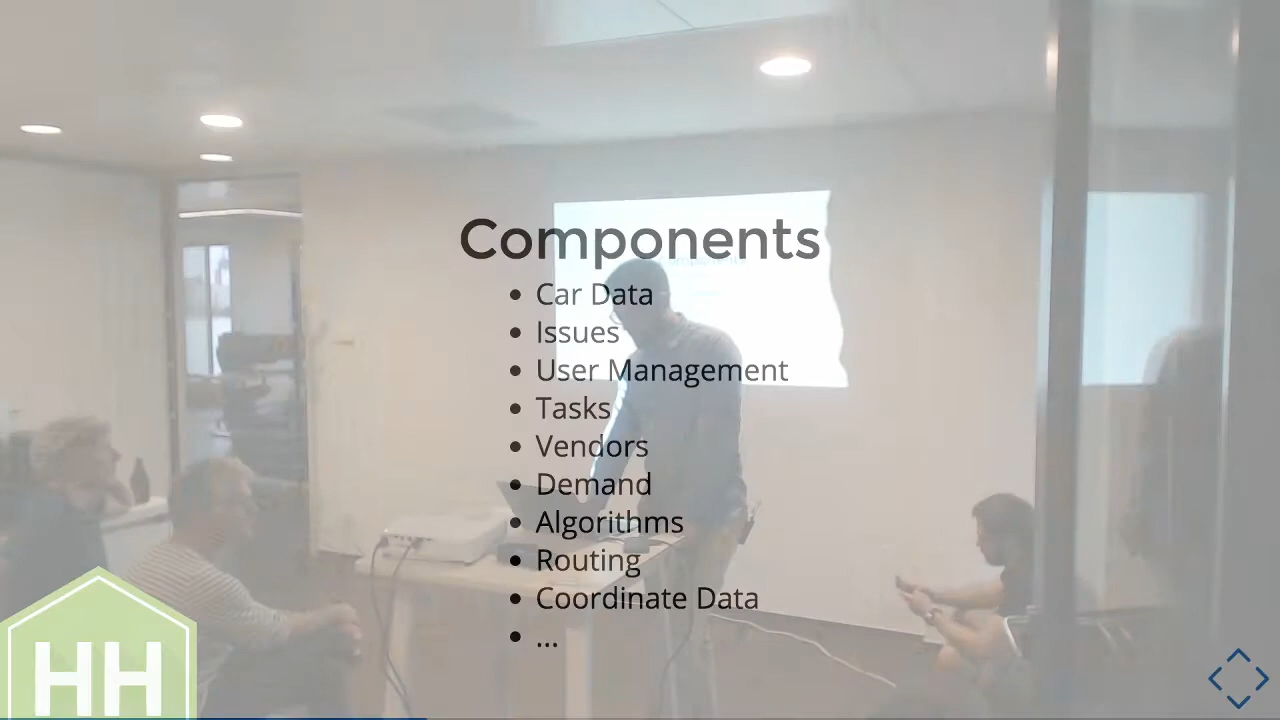 Components
• Car Data
• Issues
• User Management
• Tasks
• Vendors
• Demand
• Algorithms
• Routing
• Coordinate Data
• ...
HH